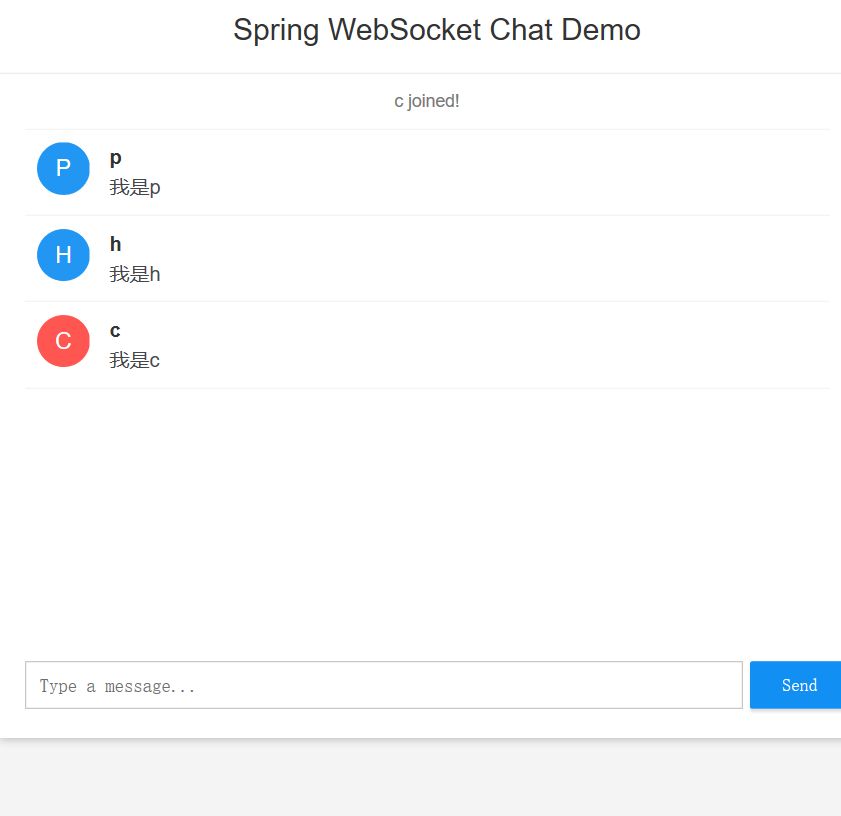 Spring WebSocket Chat Demo
c joined!
P
p
我是p
H
h
我是h
C
c
我是c
Type a message...
Send